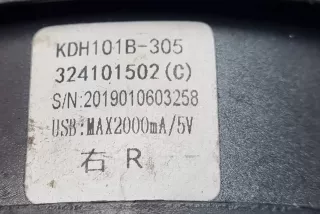 KDH101B-305
324101502(C)
S/N:2019010603258
USB:MAX2000mA/5V
右 R